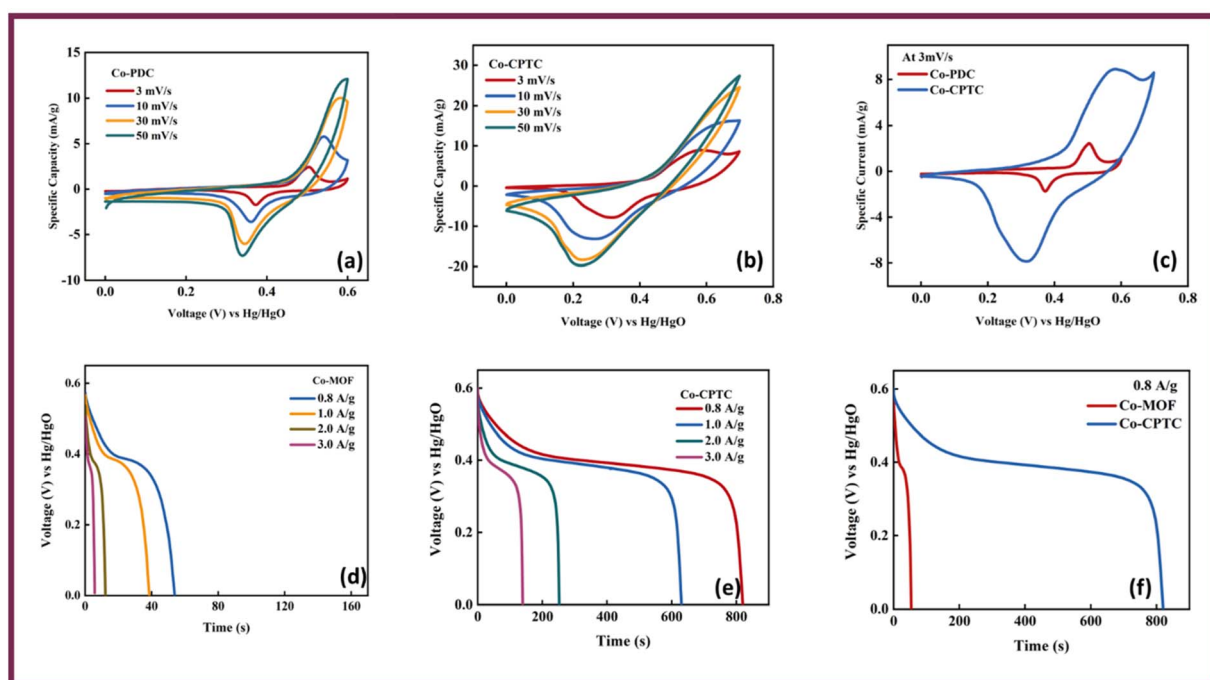 15
10
5
0
-5
-10
Specific Capacity (mA/g)
Co-PDC
3 mV/s
10 mV/s
30 mV/s
50 mV/s
(a)
0.0 0.2 0.4 0.6
Voltage (V) vs Hg/HgO
30
20
10
0
-10
-20
Specific Capacity (mA/g)
Co-CPTC
3 mV/s
10 mV/s
30 mV/s
50 mV/s
(b)
0.0 0.2 0.4 0.6 0.8
Voltage (V) vs Hg/HgO
8
4
0
-4
-8
Specific Current (mA/g)
At 3mV/s
Co-PDC
Co-CPTC
(c)
0.0 0.2 0.4 0.6 0.8
Voltage (V) vs Hg/HgO
0.6
0.4
0.2
0.0
Voltage (V) vs Hg/HgO
Co-MOF
0.8 A/g
1.0 A/g
2.0 A/g
3.0 A/g
(d)
0 40 80 120 160
Time (s)
0.6
0.4
0.2
0.0
Voltage (V) vs Hg/HgO
Co-CPTC
0.8 A/g
1.0 A/g
2.0 A/g
3.0 A/g
(e)
0 200 400 600 800
Time (s)
0.6
0.4
0.2
0.0
Voltage (V) vs Hg/HgO
0.8 A/g
Co-MOF
Co-CPTC
(f)
0 200 400 600 800
Time (s)